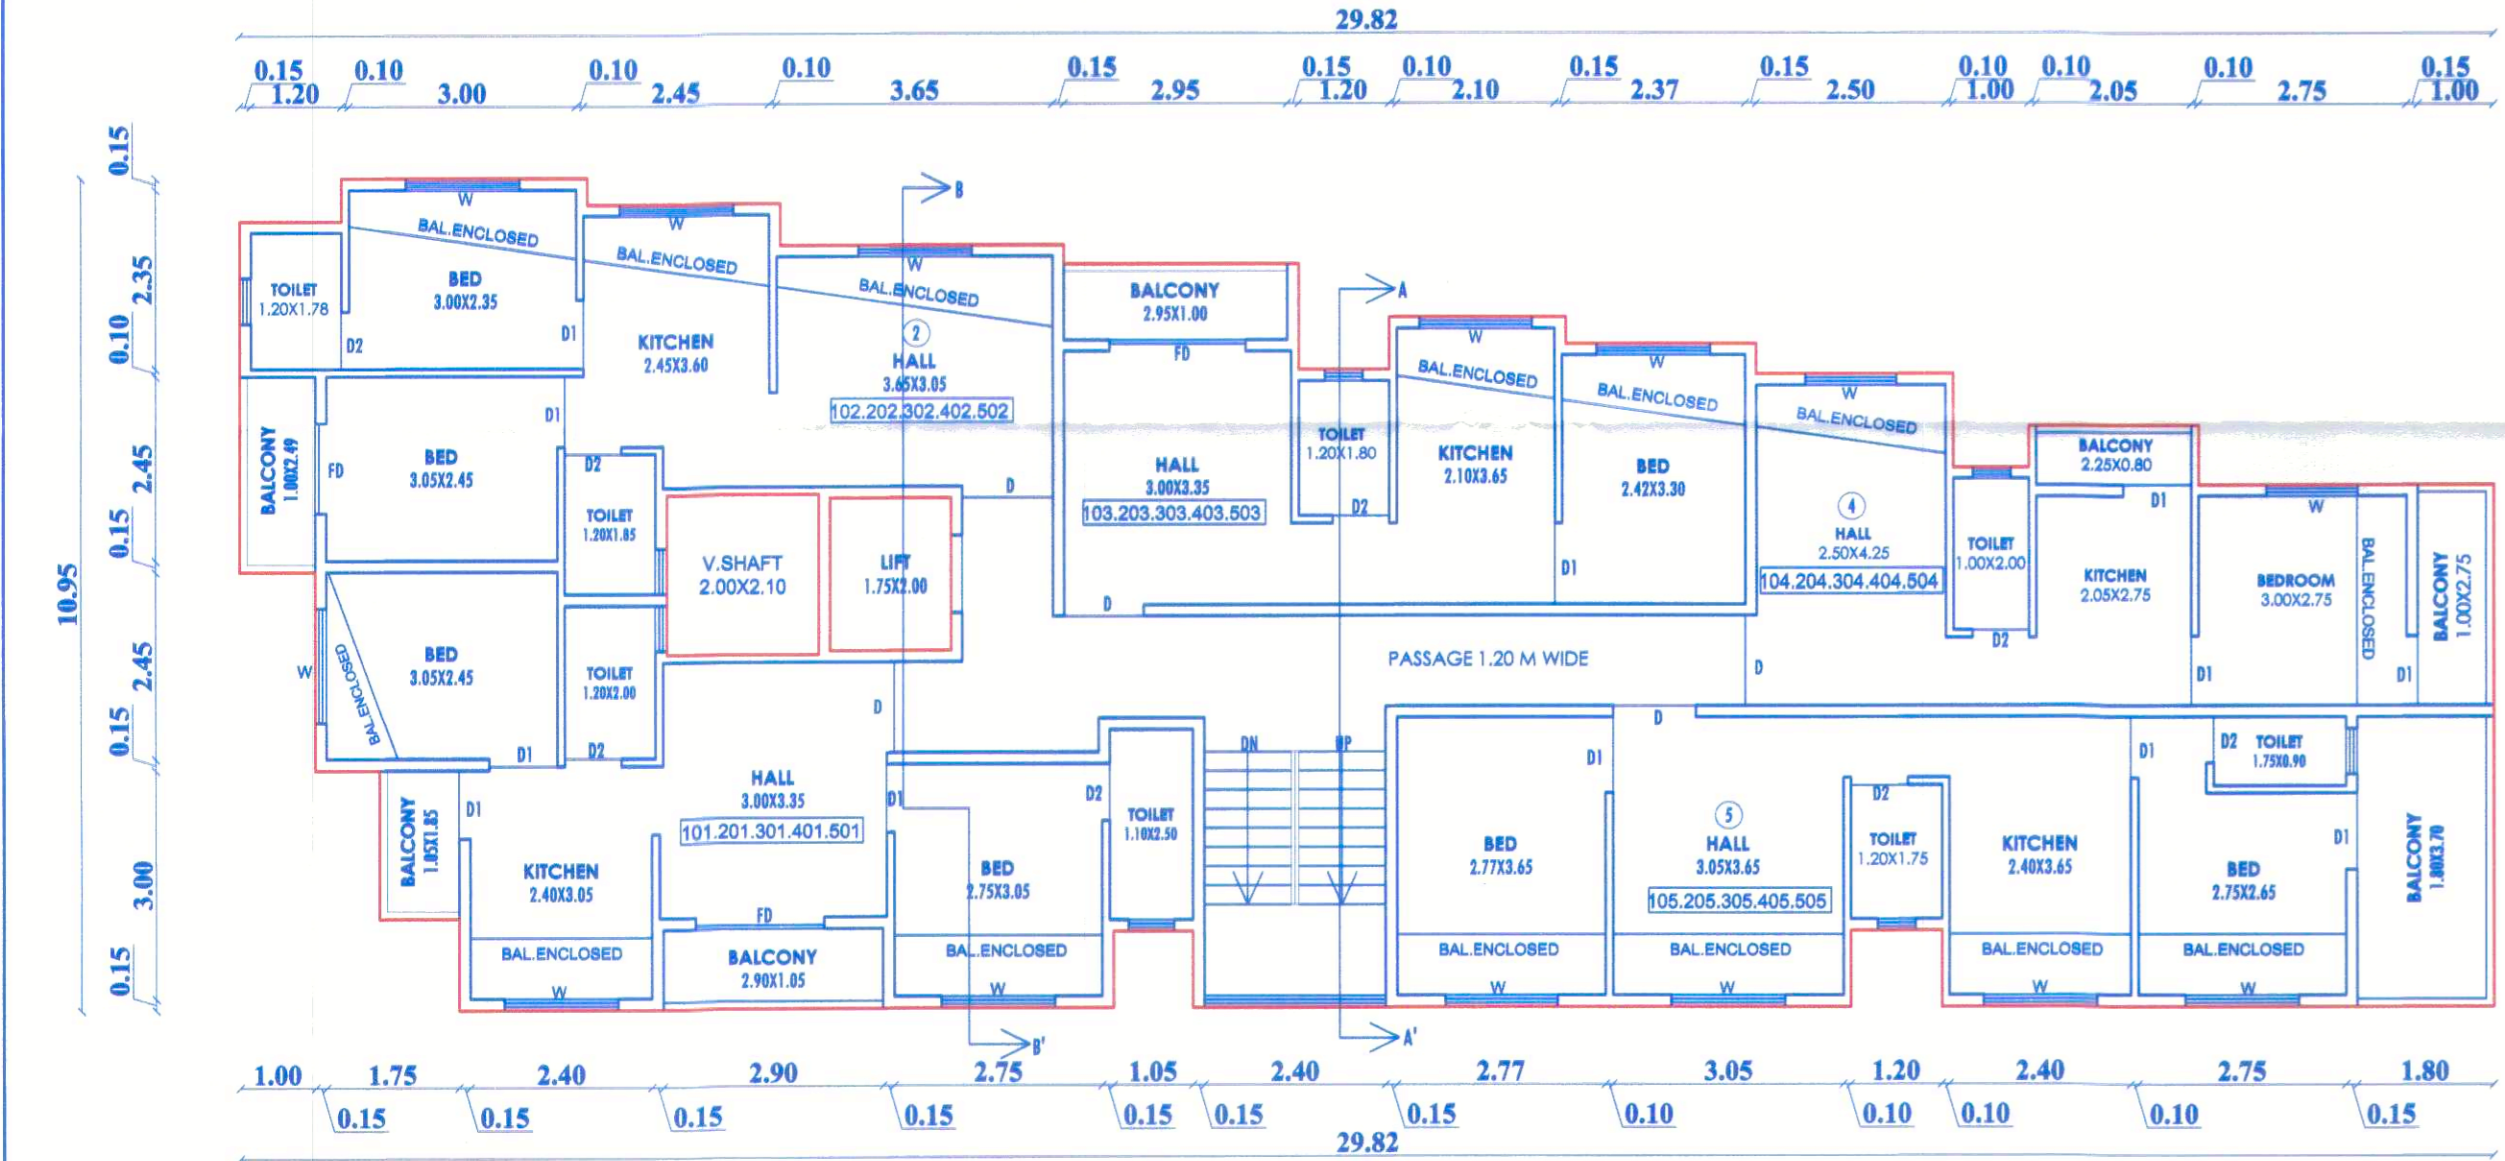 29.82
0.15 0.10 0.10 0.10 0.15 0.15 0.10 0.15 0.15 0.10 0.10 0.10 0.15
1.20 3.00 2.45 3.65 2.95 1.20 2.10 2.37 2.50 1.00 2.05 2.75 1.00
0.15
2.35
0.10
2.45
0.15
2.45
0.15
3.00
0.15
10.95
B
A
W
BAL.ENCLOSED
BED
3.00X2.35
TOILET
1.20X1.78
D2
D1
W
BAL.ENCLOSED
KITCHEN
2.45X3.60
W
BAL.ENCLOSED
2
HALL
3.65X3.05
102.202.302.402.502
D
BALCONY
1.00X2.49
FD
BED
3.05X2.45
D1
D2
TOILET
1.20X1.85
V.SHAFT
2.00X2.10
LIFT
1.75X2.00
BALCONY
2.95X1.00
FD
HALL
3.00X3.35
103.203.303.403.503
D
TOILET
1.20X1.80
D2
W
BAL.ENCLOSED
KITCHEN
2.10X3.65
W
BAL.ENCLOSED
BED
2.42X3.30
D1
W
BAL.ENCLOSED
4
HALL
2.50X4.25
104.204.304.404.504
D
TOILET
1.00X2.00
D2
BALCONY
2.25X0.80
D1
KITCHEN
2.05X2.75
W
BEDROOM
3.00X2.75
BAL.ENCLOSED
D1
D1
BALCONY
1.00X2.75
PASSAGE 1.20 M WIDE
W
BAL.ENCLOSED
BED
3.05X2.45
D1
TOILET
1.20X2.00
D2
D
BALCONY
1.05X1.85
D1
KITCHEN
2.40X3.05
BAL.ENCLOSED
W
HALL
3.00X3.35
101.201.301.401.501
FD
BALCONY
2.90X1.05
D1
BED
2.75X3.05
BAL.ENCLOSED
W
D2
TOILET
1.10X2.50
DN
UP
BED
2.77X3.65
D1
BAL.ENCLOSED
W
D
5
HALL
3.05X3.65
105.205.305.405.505
BAL.ENCLOSED
W
D2
TOILET
1.20X1.75
KITCHEN
2.40X3.65
BAL.ENCLOSED
W
D1
D2
TOILET
1.75X0.90
D1
BED
2.75X2.65
BAL.ENCLOSED
W
BALCONY
1.80X3.70
B'
A'
1.00 1.75 2.40 2.90 2.75 1.05 2.40 2.77 3.05 1.20 2.40 2.75 1.80
0.15 0.15 0.15 0.15 0.15 0.15 0.15 0.10 0.10 0.10 0.10 0.15
29.82